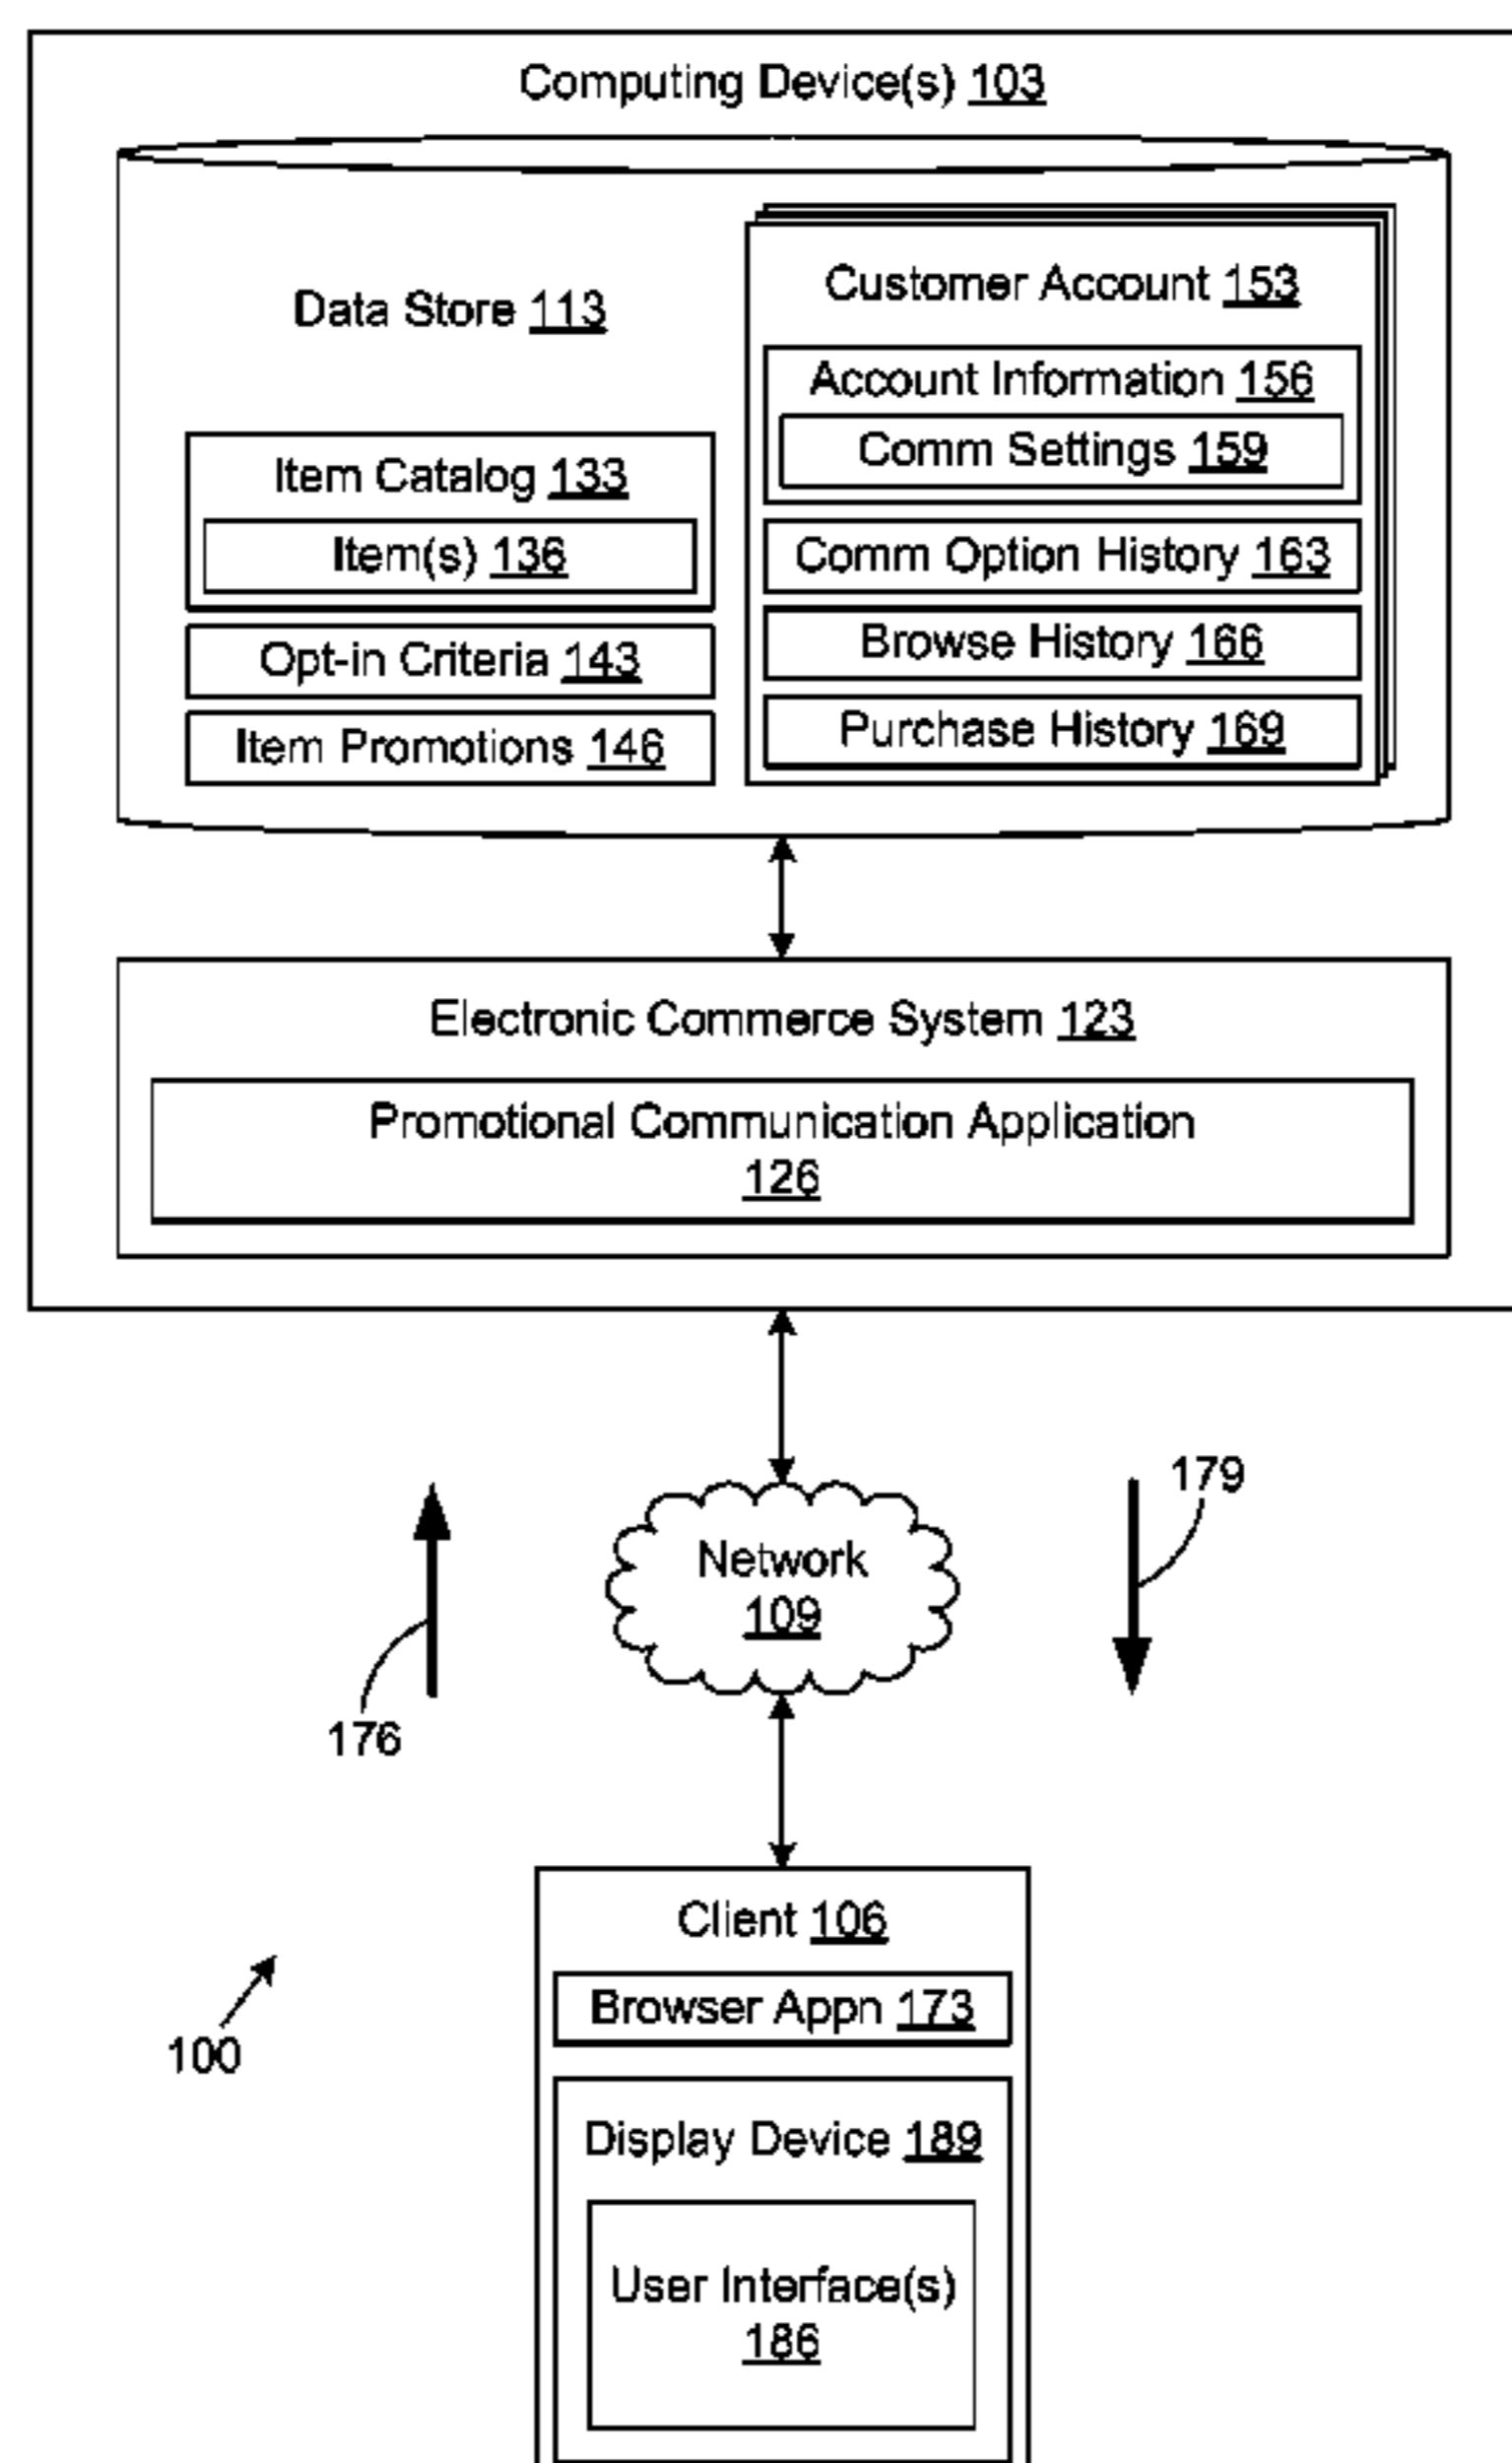 Computing Device(s) 103
Data Store 113
Item Catalog 133
Item(s) 136
Opt-in Criteria 143
Item Promotions 146
Customer Account 153
Account Information 156
Comm Settings 159
Comm Option History 163
Browse History 166
Purchase History 169
Electronic Commerce System 123
Promotional Communication Application
126
179
Network
109
176
Client 106
Browser Appn 173
100
Display Device 189
User Interface(s)
186